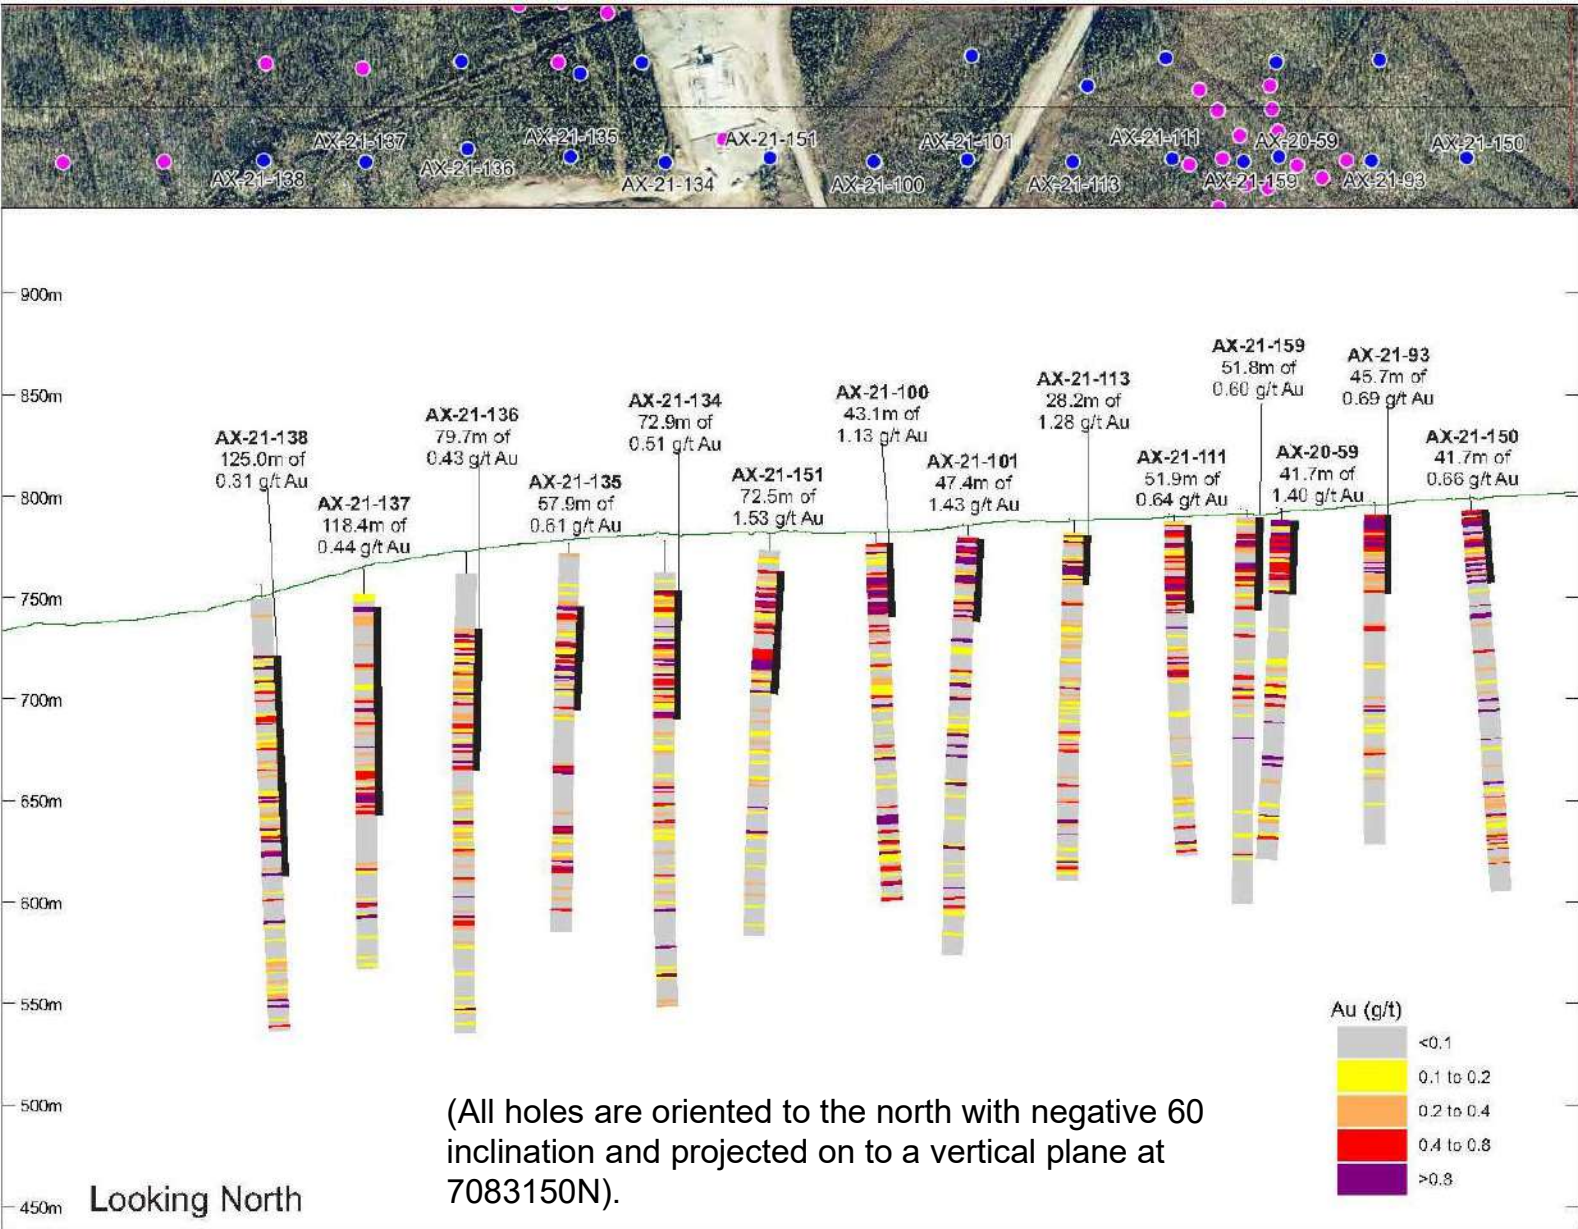 AX-21-137
AX-21-135
AX-21-151
AX-21-101
AX-21-111
AX-20-59
AX-21-150
AX-21-138
AX-21-136
AX-21-134
AX-21-100
AX-21-113
AX-21-159
AX-21-93
900m
850m
800m
750m
700m
650m
600m
550m
500m
450m
AX-21-138
125.0m of
0.31 g/t Au
AX-21-137
118.4m of
0.44 g/t Au
AX-21-136
79.7m of
0.43 g/t Au
AX-21-135
57.9m of
0.61 g/t Au
AX-21-134
72.9m of
0.51 g/t Au
AX-21-151
72.5m of
1.53 g/t Au
AX-21-100
43.1m of
1.13 g/t Au
AX-21-101
47.4m of
1.43 g/t Au
AX-21-113
28.2m of
1.28 g/t Au
AX-21-111
51.9m of
0.64 g/t Au
AX-21-159
51.8m of
0.60 g/t Au
AX-20-59
41.7m of
1.40 g/t Au
AX-21-93
45.7m of
0.69 g/t Au
AX-21-150
41.7m of
0.66 g/t Au
Au (g/t)
<0.1
0.1 to 0.2
0.2 to 0.4
0.4 to 0.8
>0.8
(All holes are oriented to the north with negative 60
inclination and projected on to a vertical plane at
7083150N).
Looking North